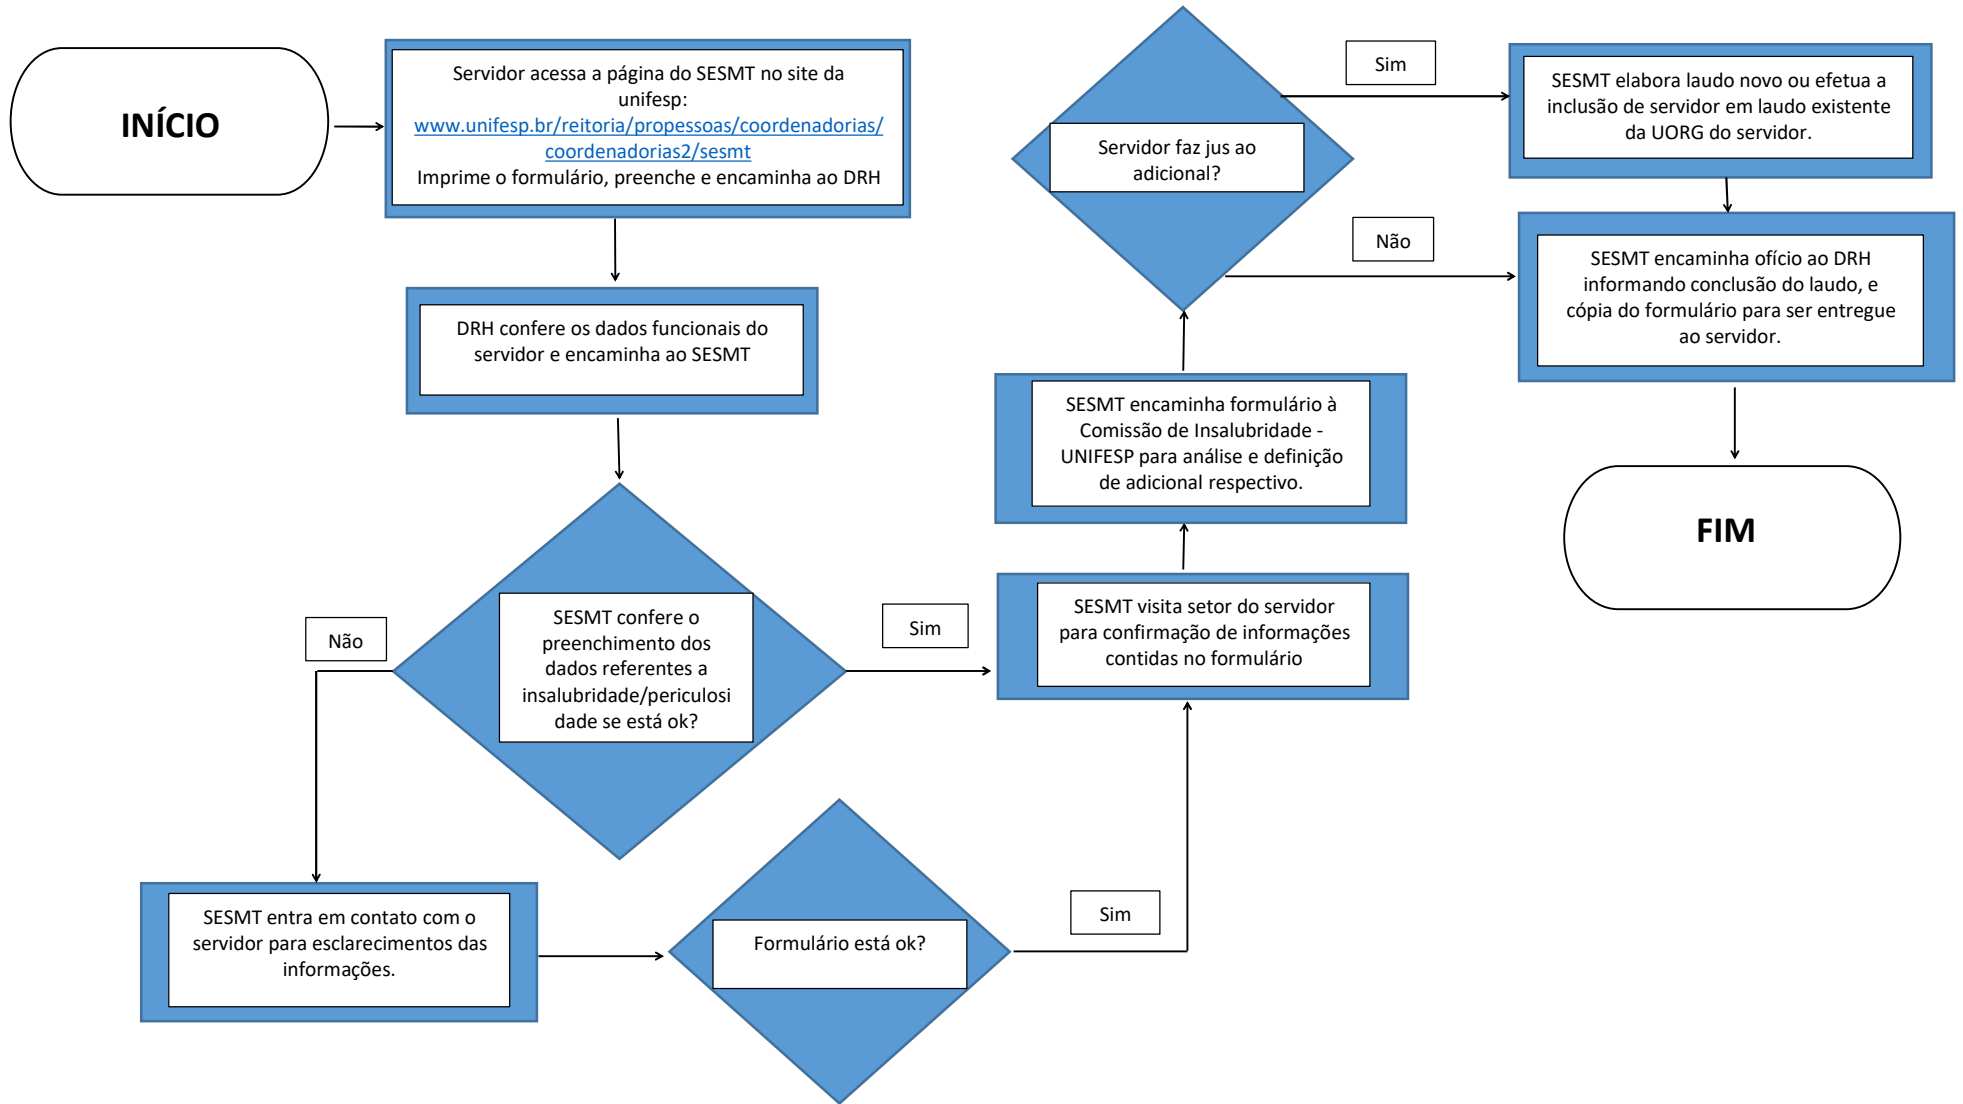 INÍCIO
Servidor acessa a página do SESMT no site da
unifesp:
www.unifesp.br/reitoria/propessoas/coordenadorias/
coordenadorias2/sesmt
Imprime o formulário, preenche e encaminha ao DRH
DRH confere os dados funcionais do
servidor e encaminha ao SESMT
SESMT confere o
preenchimento dos
dados referentes a
insalubridade/periculosi
dade se está ok?
Não
Sim
SESMT entra em contato com o
servidor para esclarecimentos das
informações.
Formulário está ok?
Sim
SESMT visita setor do servidor
para confirmação de informações
contidas no formulário
SESMT encaminha formulário à
Comissão de Insalubridade -
UNIFESP para análise e definição
de adicional respectivo.
Servidor faz jus ao
adicional?
Sim
Não
SESMT elabora laudo novo ou efetua a
inclusão de servidor em laudo existente
da UORG do servidor.
SESMT encaminha ofício ao DRH
informando conclusão do laudo, e
cópia do formulário para ser entregue
ao servidor.
FIM